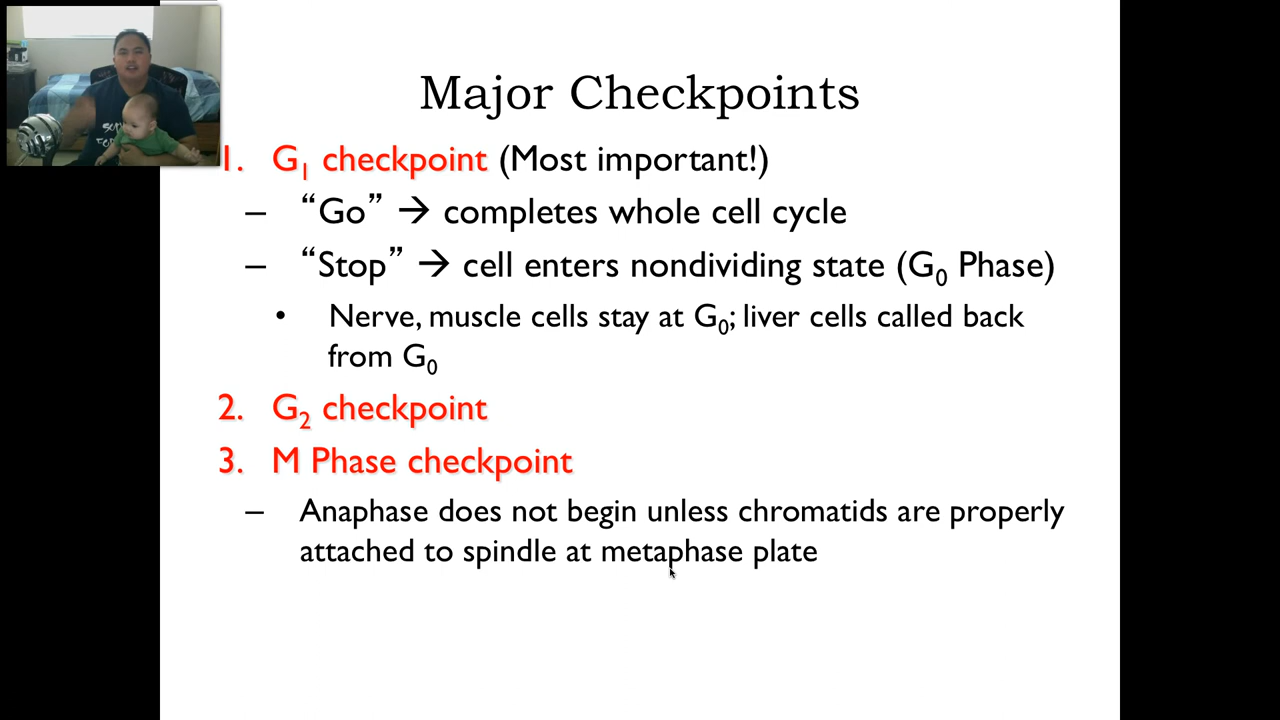 Major Checkpoints
1. G₁ checkpoint (Most important!)
– “Go” → completes whole cell cycle
– “Stop” → cell enters nondividing state (G₀ Phase)
• Nerve, muscle cells stay at G₀; liver cells called back
from G₀
2. G₂ checkpoint
3. M Phase checkpoint
– Anaphase does not begin unless chromatids are properly
attached to spindle at metaphase plate